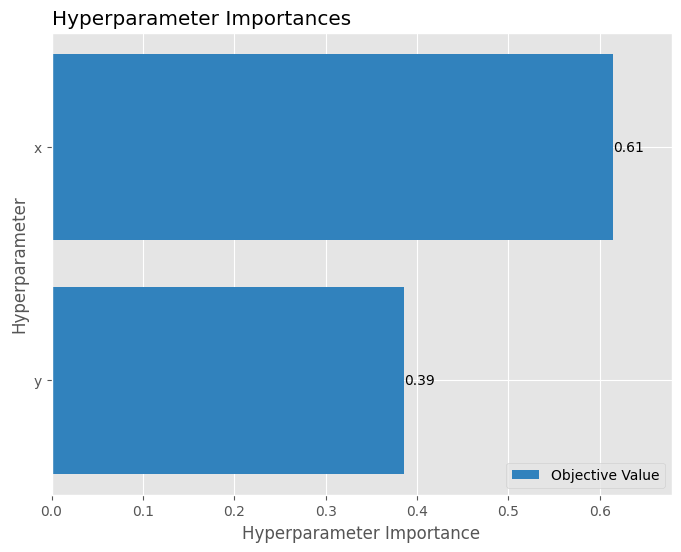 Hyperparameter Importances
Hyperparameter
x
0.61
y
0.39
Objective Value
0.0 0.1 0.2 0.3 0.4 0.5 0.6
Hyperparameter Importance